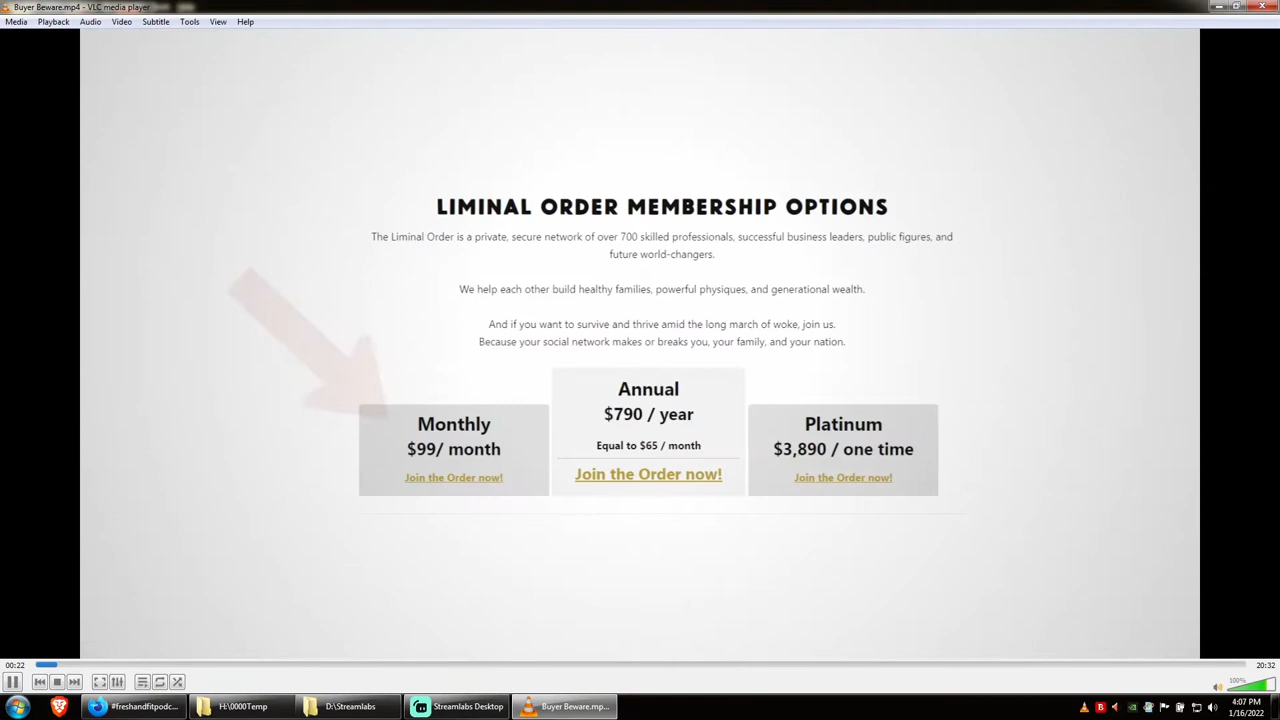 Buyer Beware.mp4 - VLC media player
Media Playback Audio Video Subtitle Tools View Help
LIMINAL ORDER MEMBERSHIP OPTIONS
The Liminal Order is a private, secure network of over 700 skilled professionals, successful business leaders, public figures, and
future world-changers.
We help each other build healthy families, powerful physiques, and generational wealth.
And if you want to survive and thrive amid the long march of woke, join us.
Because your social network makes or breaks you, your family, and your nation.
Monthly
$99/ month
Join the Order now!
Annual
$790 / year
Equal to $65 / month
Join the Order now!
Platinum
$3,890 / one time
Join the Order now!
00:22
20:32
100%
#freshandfitpodc...
H:\0000Temp
D:\Streamlabs
Streamlabs Desktop
Buyer Beware.mp...
4:07 PM
1/16/2022